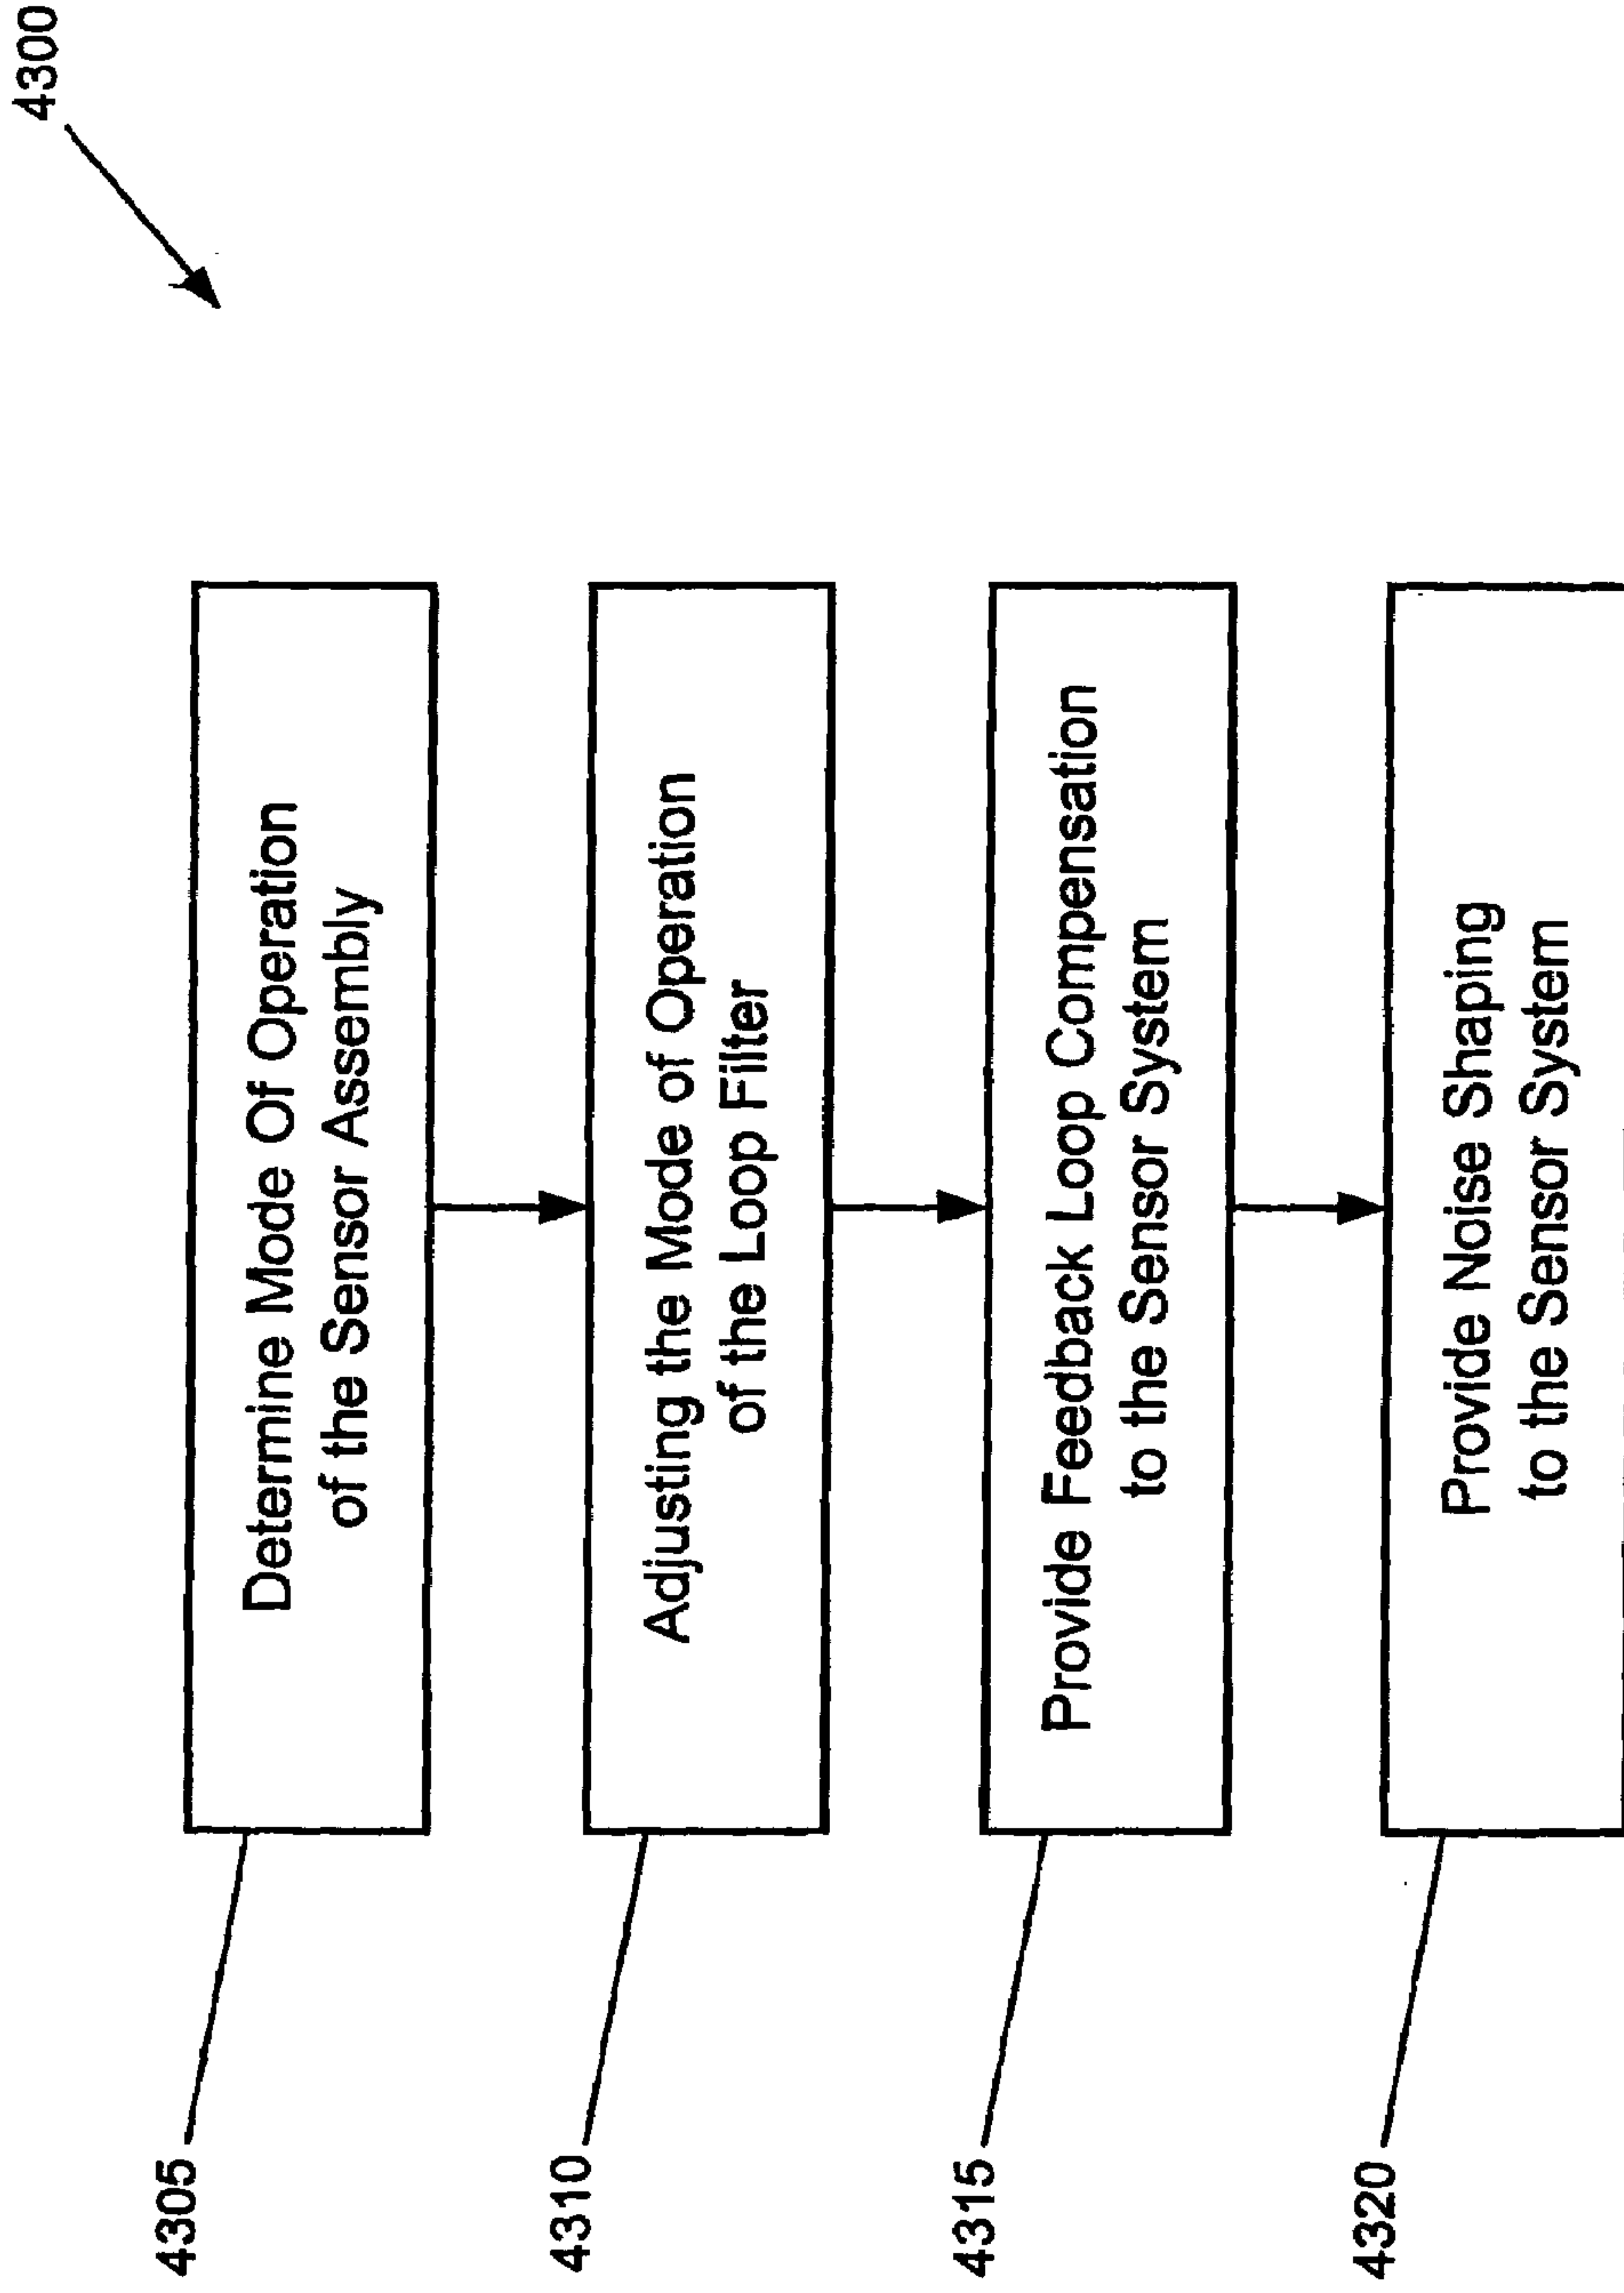 4300
4305
Determine Mode Of Operation
of the Sensor Assembly
4310
Adjusting the Mode of Operation
of the Loop Filter
4315
Provide Feedback Loop Compensation
to the Sensor System
4320
Provide Noise Shaping
to the Sensor System